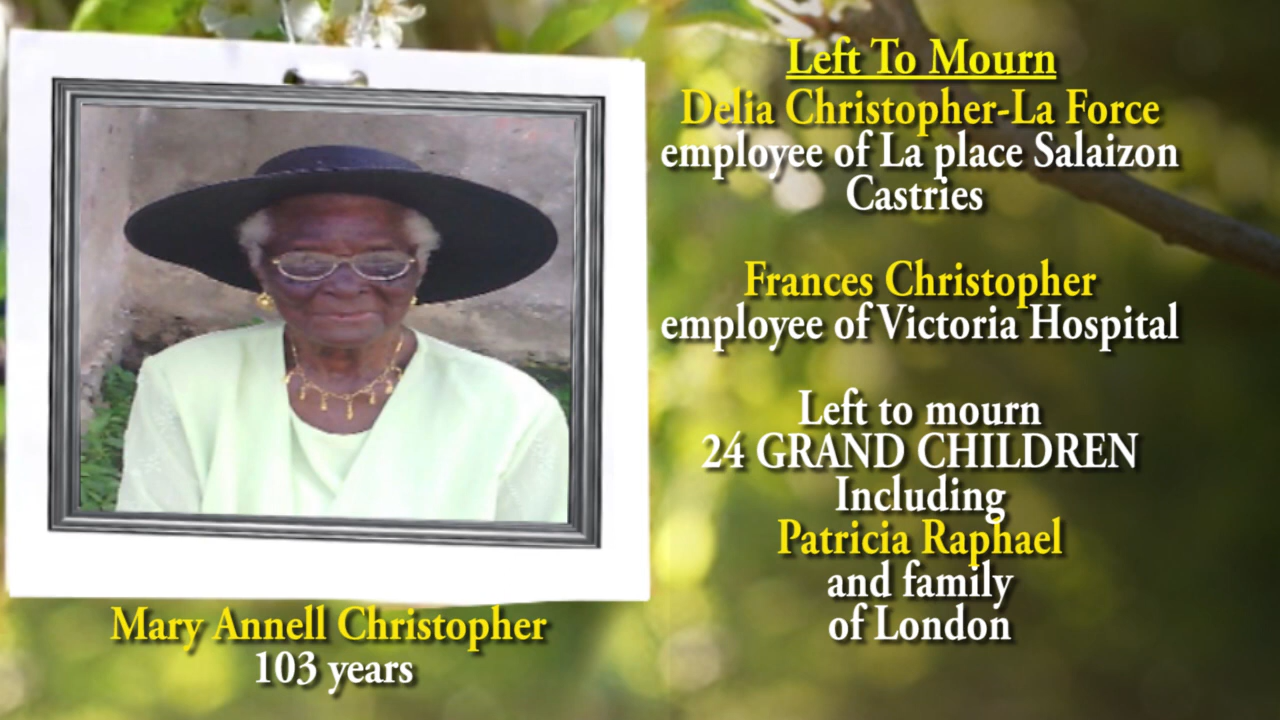 Left To Mourn
Delia Christopher-La Force
employee of La place Salaizon
Castries
Frances Christopher
employee of Victoria Hospital
Left to mourn
24 GRAND CHILDREN
Including
Patricia Raphael
and family
of London
Mary Annell Christopher
103 years